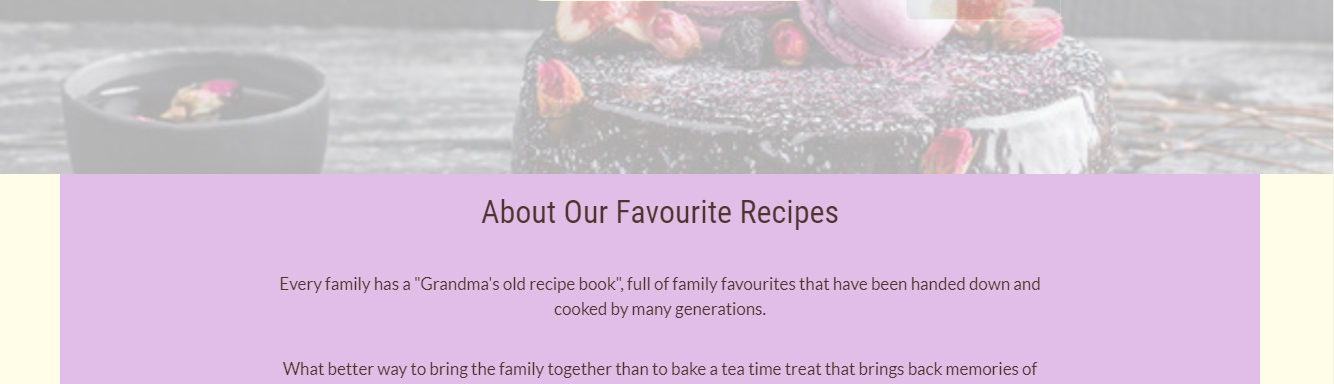 About Our Favourite Recipes
Every family has a "Grandma's old recipe book", full of family favourites that have been handed down and
cooked by many generations.
What better way to bring the family together than to bake a tea time treat that brings back memories of